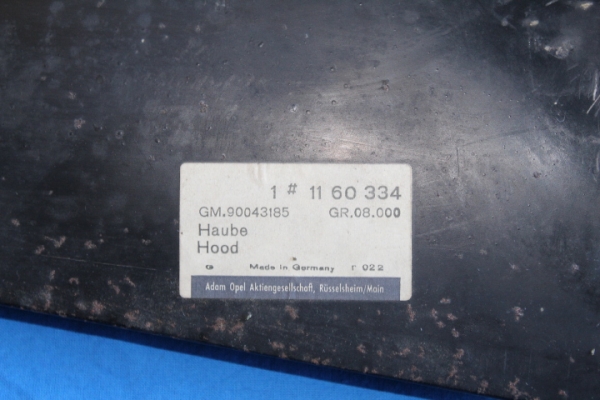 1 # 11 60 334
GM.90043185 GR.08.000
Haube
Hood
G Made in Germany r 022
Adam Opel Aktiengesellschaft, Rüsselsheim/Main